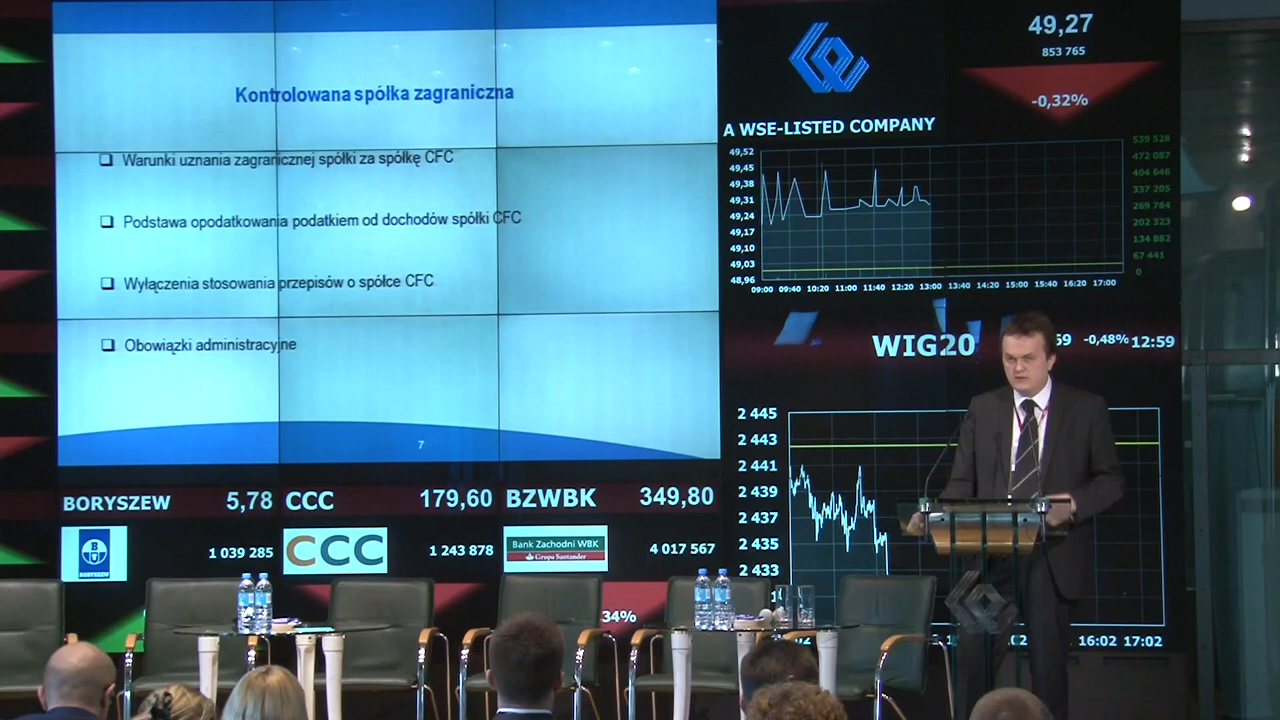 Kontrolowana spółka zagraniczna
❑ Warunki uznania zagranicznej spółki za spółkę CFC
❑ Podstawa opodatkowania podatkiem od dochodów spółki CFC
❑ Wyłączenia stosowania przepisów o spółce CFC
❑ Obowiązki administracyjne
7
49,27
853 765
-0,32%
A WSE-LISTED COMPANY
49,52
49,45
49,38
49,31
49,24
49,17
49,10
49,03
48,96
539 528
472 087
404 646
337 205
269 764
202 323
134 882
67 441
0
09:00 09:40 10:20 11:00 11:40 12:20 13:00 13:40 14:20 15:00 15:40 16:20 17:00
WIG20 -0,48% 12:59
2 445
2 443
2 441
2 439
2 437
2 435
2 433
16:02 17:02
BORYSZEW 5,78 CCC 179,60 BZWBK 349,80
BORYSZEW 1 039 285 CCC 1 243 878 Bank Zachodni WBK 4 017 567
Grupa Santander
34%